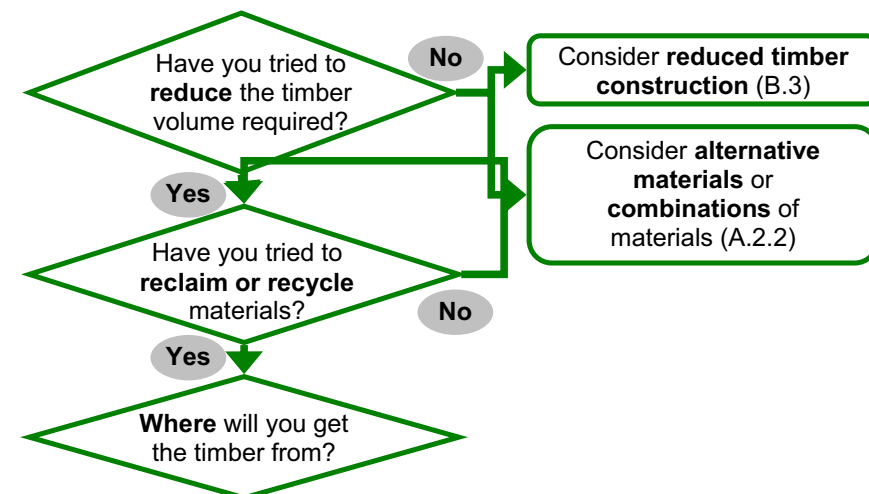 Have you tried to
reduce the timber
volume required?
No
Consider reduced timber
construction (B.3)
Consider alternative
materials or
combinations of
materials (A.2.2)
Yes
Have you tried to
reclaim or recycle
materials?
No
Yes
Where will you get
the timber from?